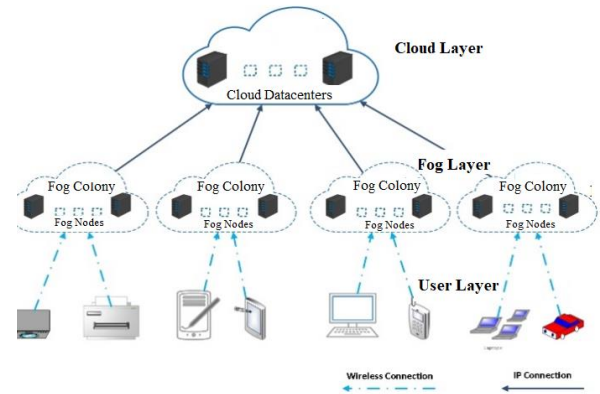 Cloud Layer
Cloud Datacenters
Fog Layer
Fog Colony
Fog Colony
Fog Colony
Fog Colony
Fog Nodes
Fog Nodes
Fog Nodes
Fog Nodes
User Layer
Wireless Connection
IP Connection